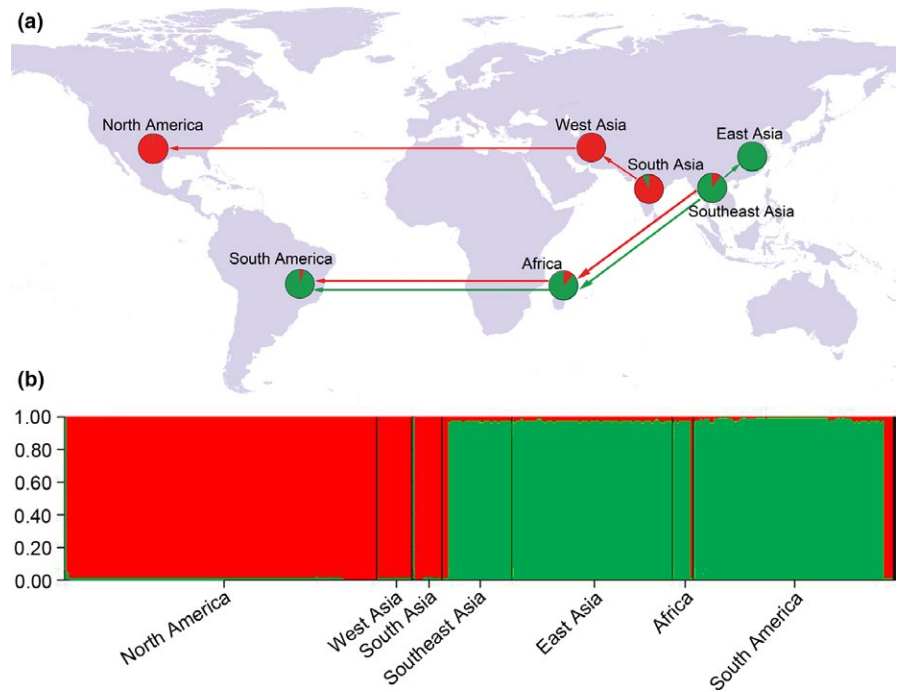 (a)
North America
West Asia
East Asia
South Asia
Southeast Asia
South America
Africa
(b)
1.00
0.80
0.60
0.40
0.20
0.00
North America
West Asia
South Asia
Southeast Asia
East Asia
Africa
South America